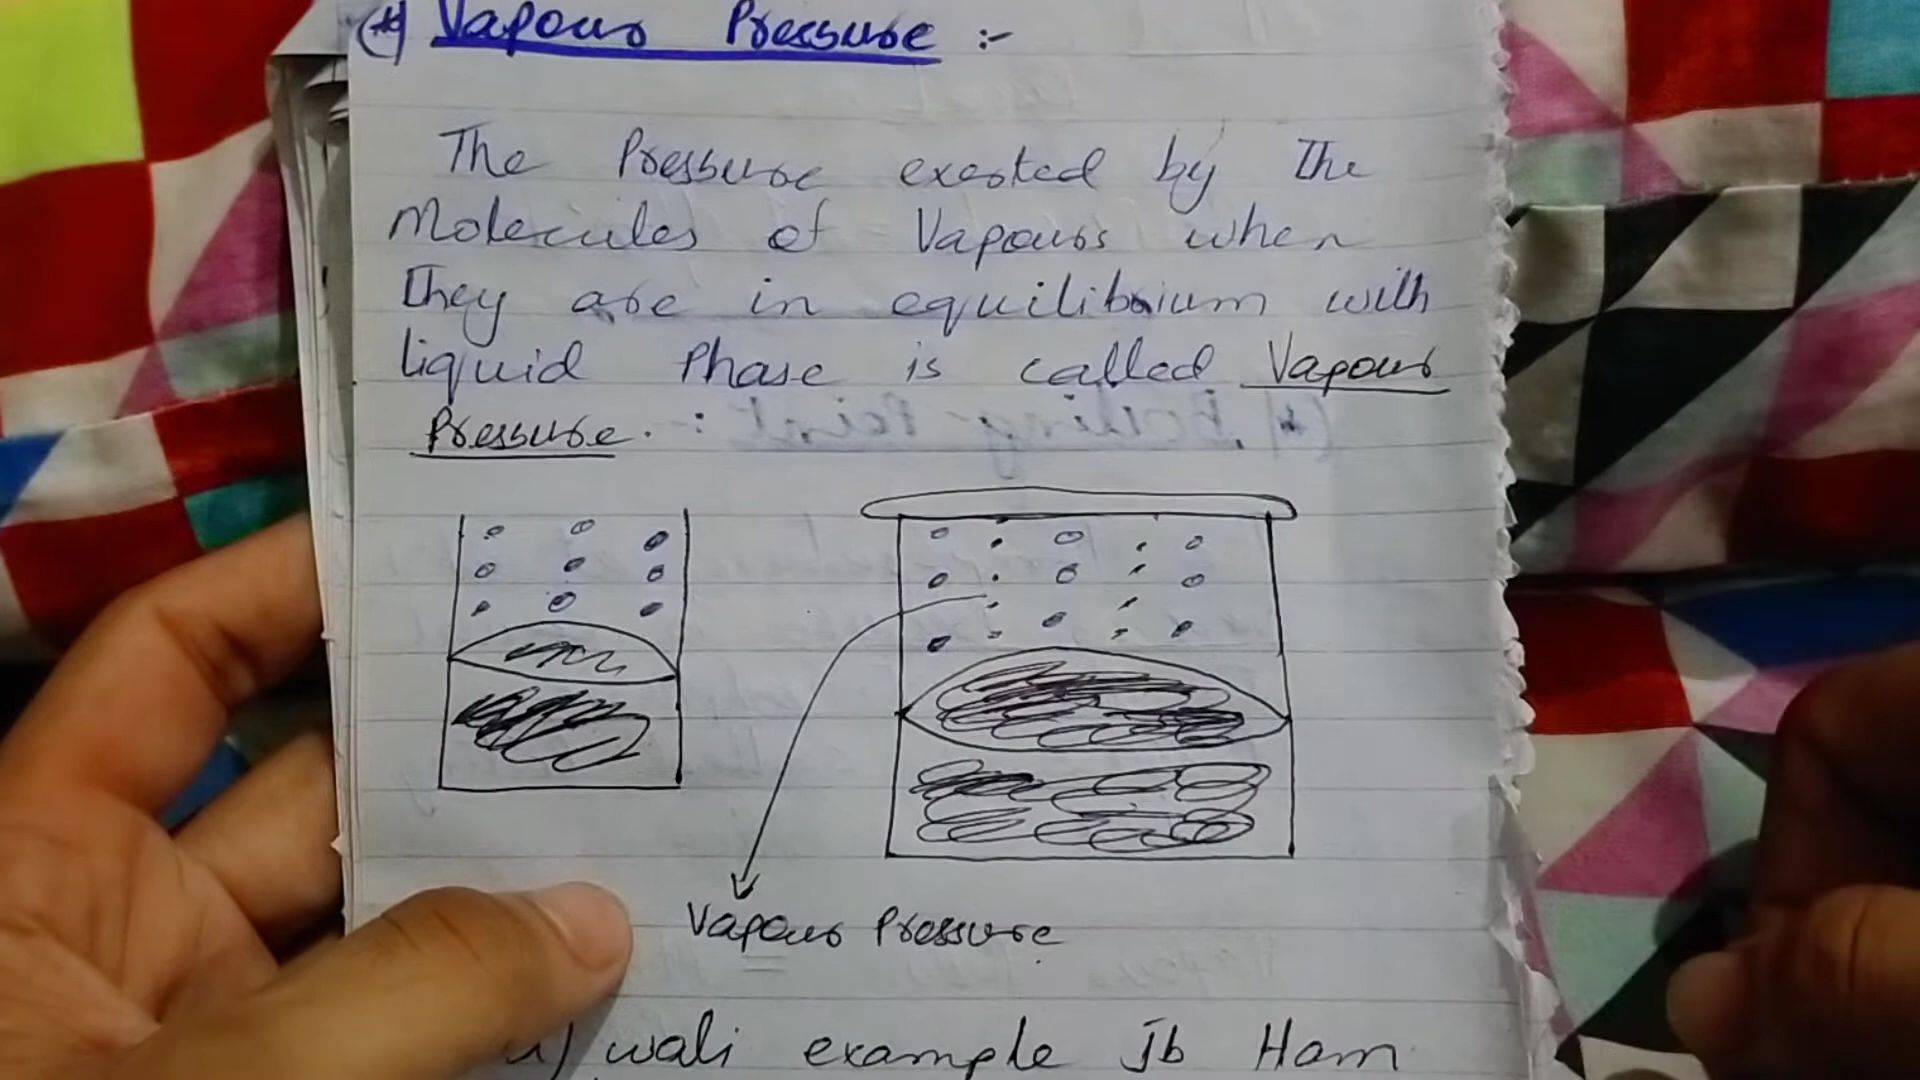 (*) Vapour Pressure :-
The Pressure exerted by the
Molecules of Vapours when
they are in equilibrium with
liquid Phase is called Vapour
Pressure.
Vapour Pressure
wali example jb Ham